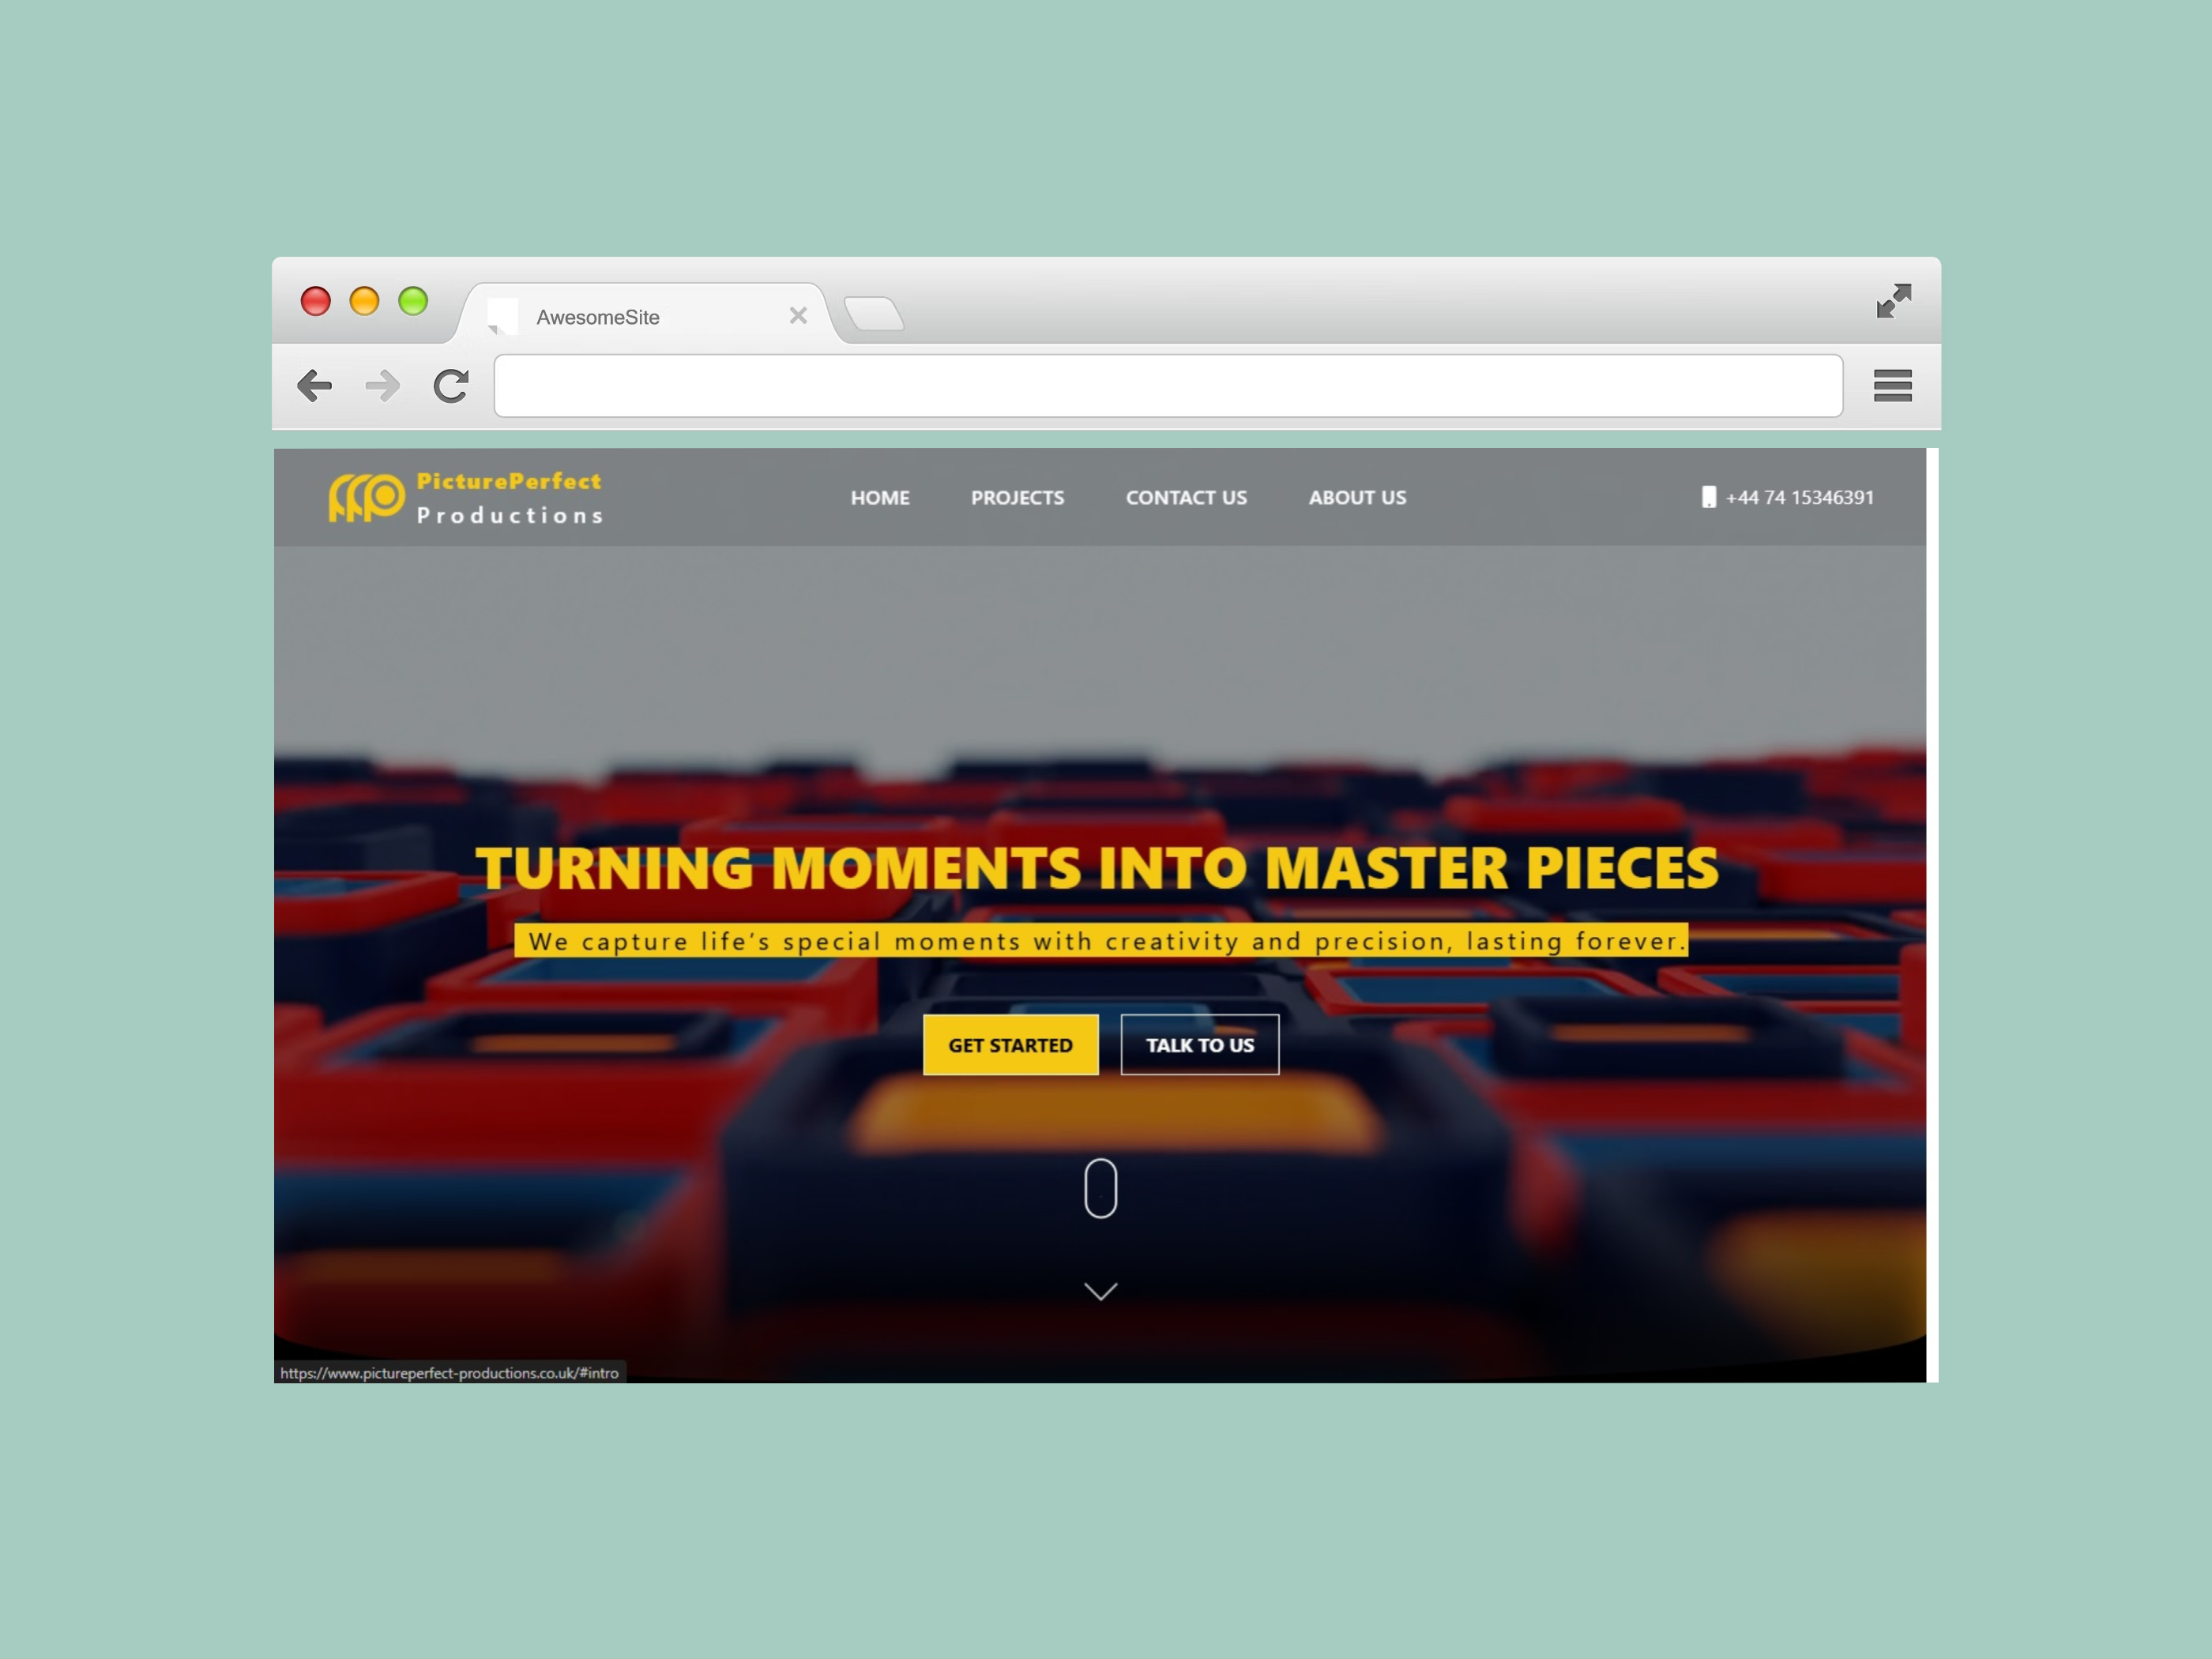 AwesomeSite
PicturePerfect
Productions
HOME PROJECTS CONTACT US ABOUT US +44 74 15346391
TURNING MOMENTS INTO MASTER PIECES
We capture life’s special moments with creativity and precision, lasting forever.
GET STARTED TALK TO US
https://www.pictureperfect-productions.co.uk/#intro